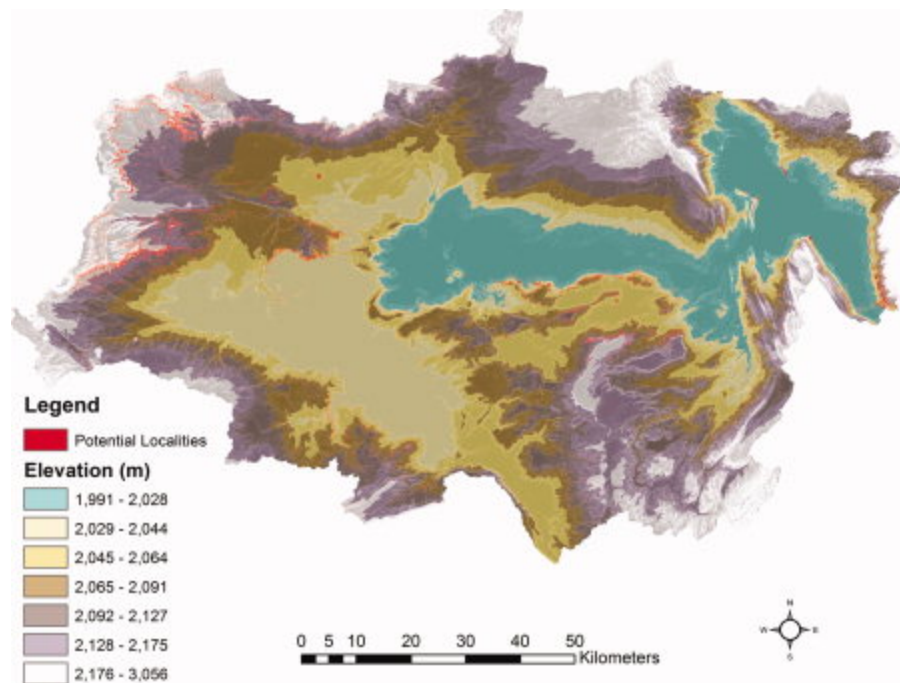 Legend
Potential Localities
Elevation (m)
1,991 - 2,028
2,029 - 2,044
2,045 - 2,064
2,065 - 2,091
2,092 - 2,127
2,128 - 2,175
2,176 - 3,056
0 5 10 20 30 40 50
Kilometers
N
W E
S